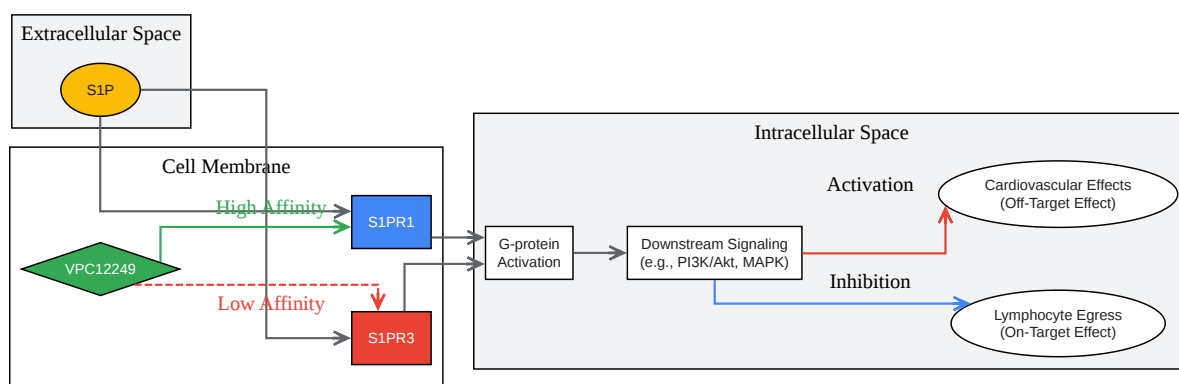 Extracellular Space
S1P
Cell Membrane
High Affinity
S1PR1
VPC12249
Low Affinity
S1PR3
Intracellular Space
G-protein
Activation
Downstream Signaling
(e.g., PI3K/Akt, MAPK)
Activation
Cardiovascular Effects
(Off-Target Effect)
Inhibition
Lymphocyte Egress
(On-Target Effect)